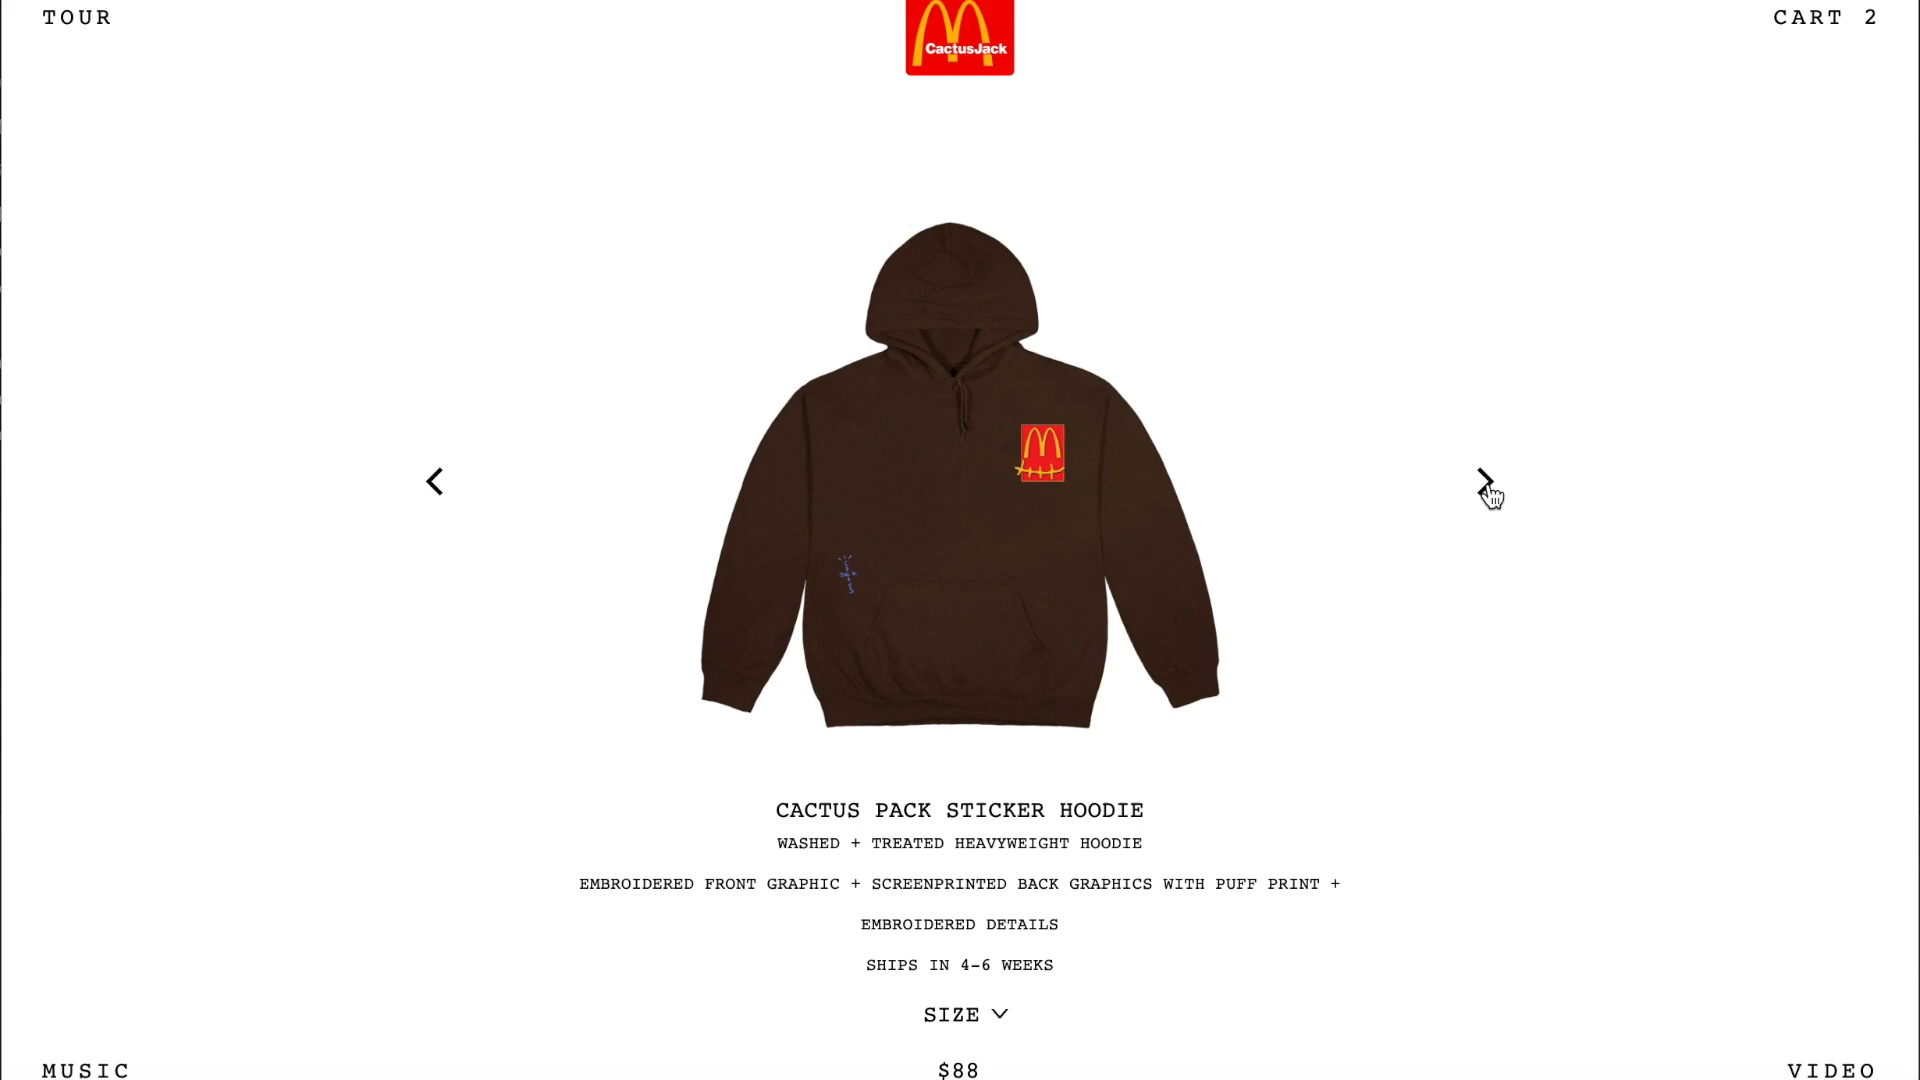 TOUR
CART 2
CactusJack
CACTUS PACK STICKER HOODIE
WASHED + TREATED HEAVYWEIGHT HOODIE
EMBROIDERED FRONT GRAPHIC + SCREENPRINTED BACK GRAPHICS WITH PUFF PRINT +
EMBROIDERED DETAILS
SHIPS IN 4-6 WEEKS
SIZE
MUSIC
$88
VIDEO